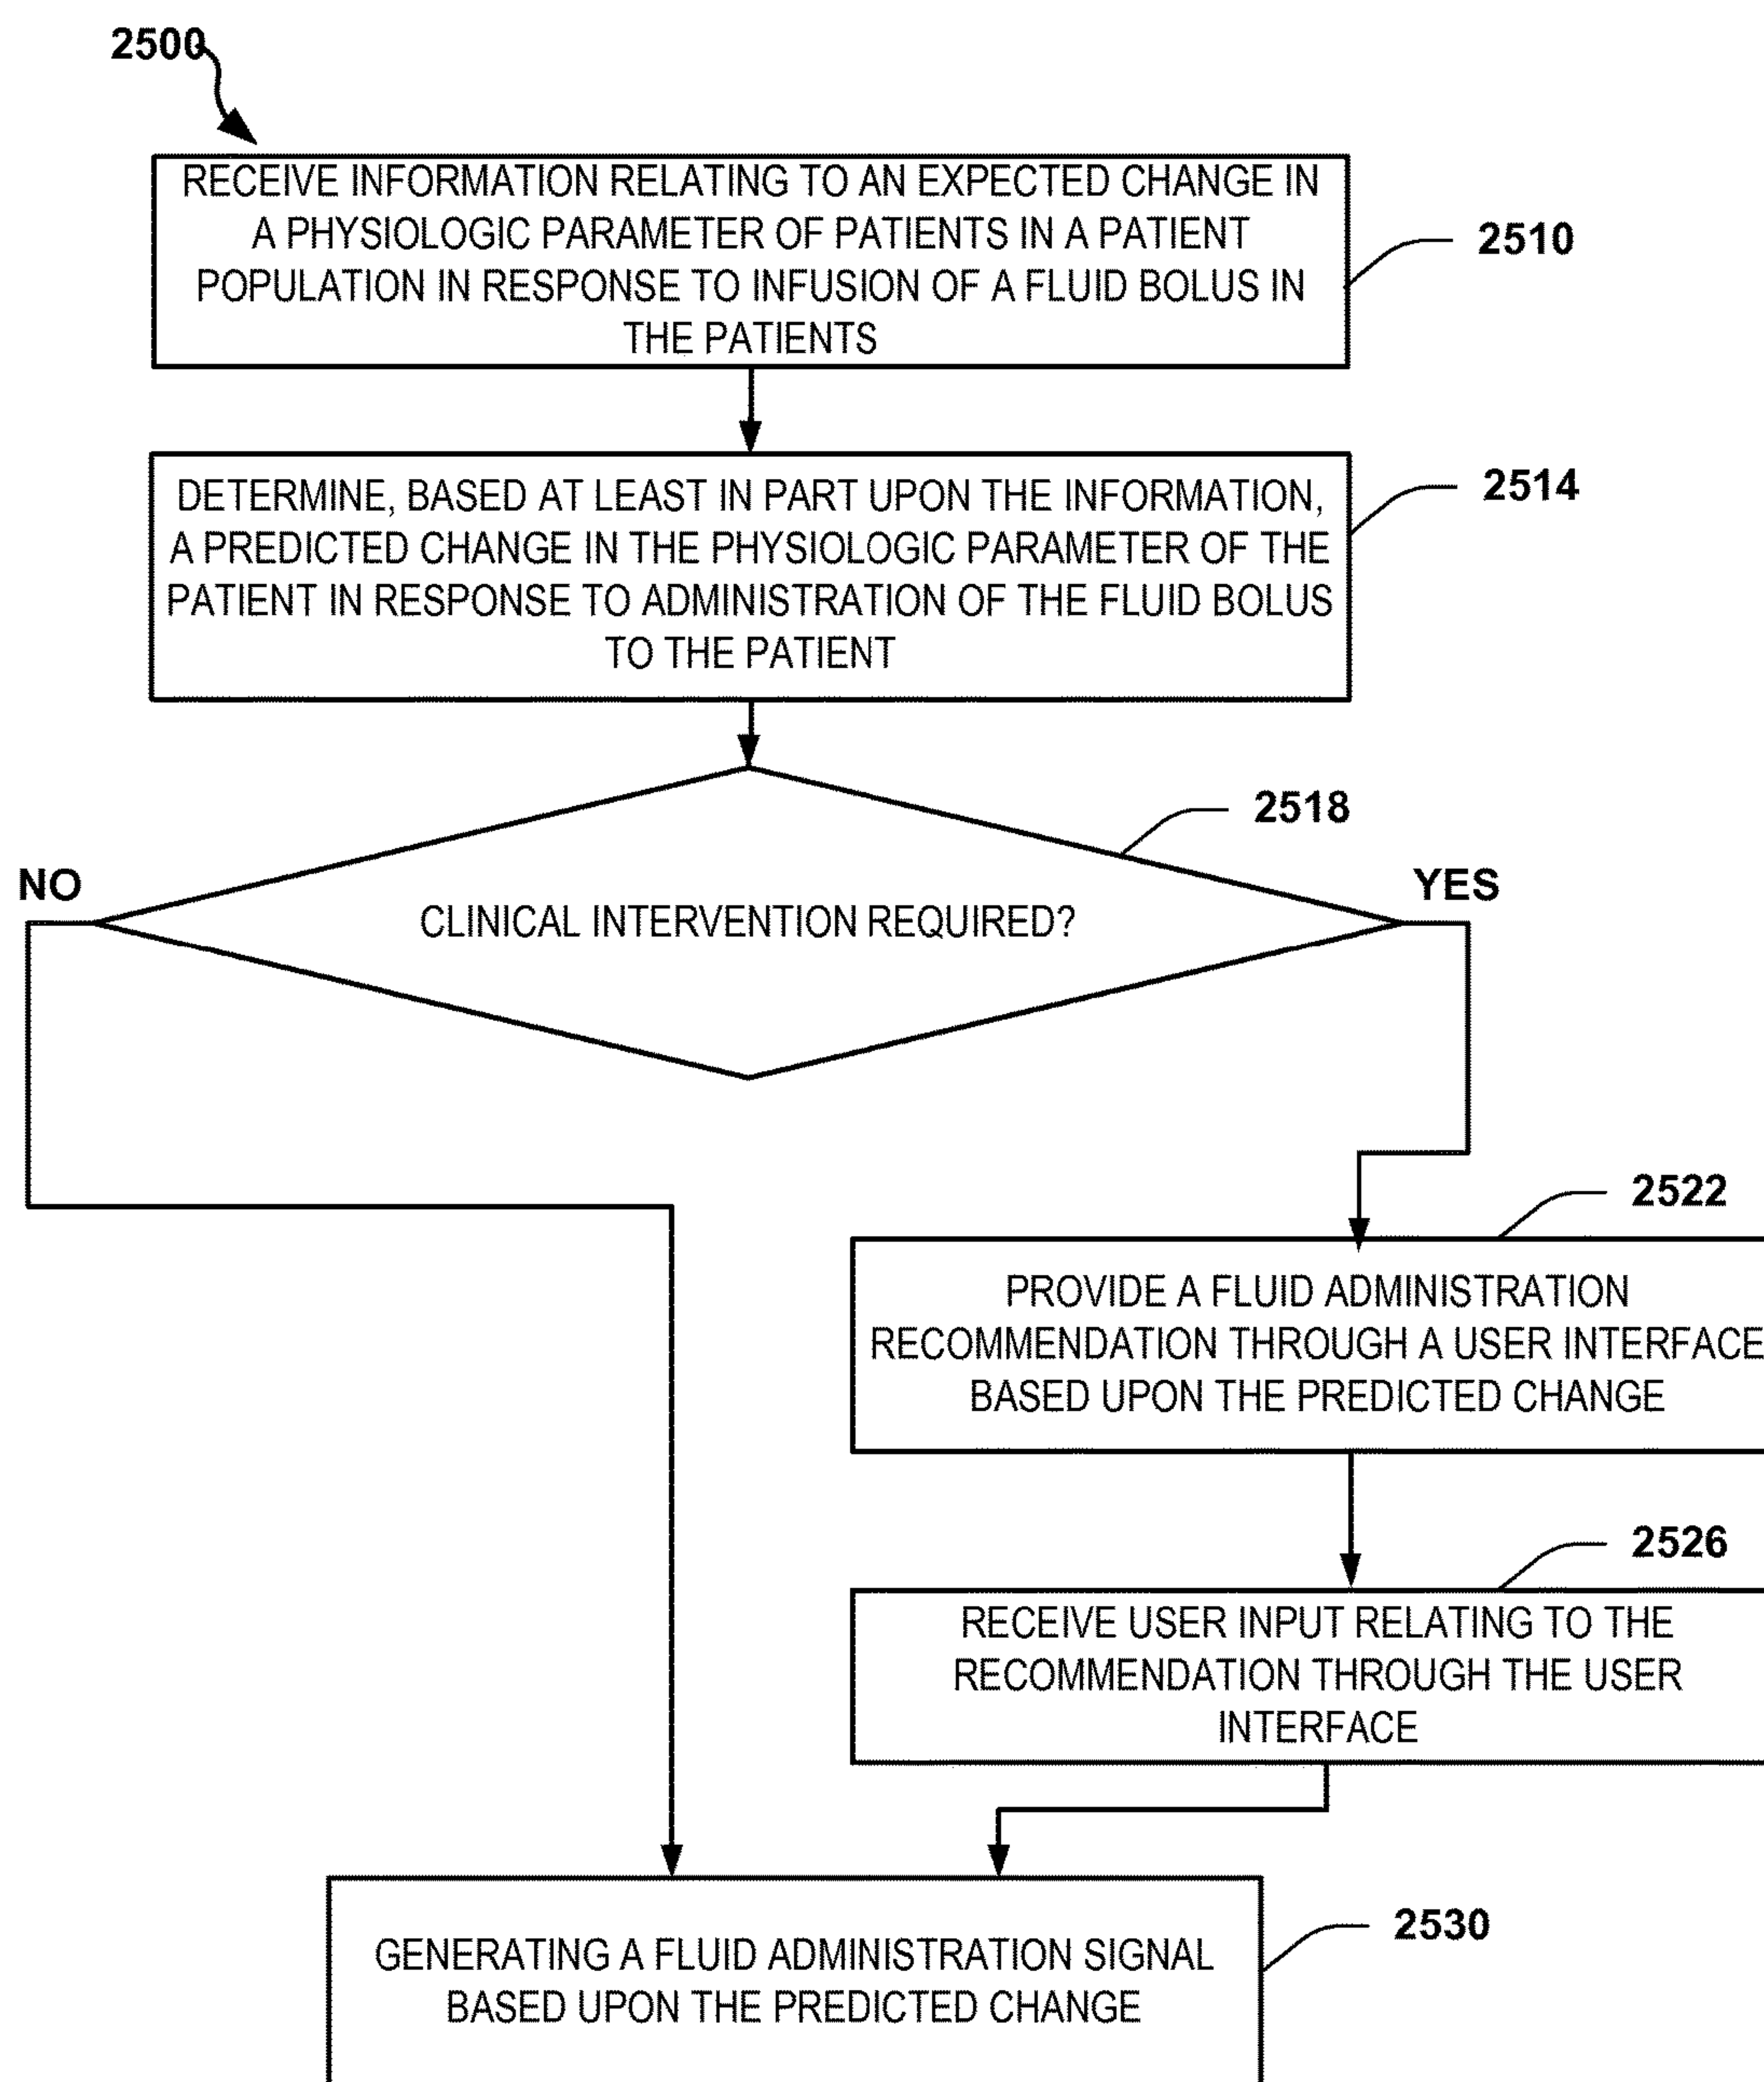 2500
RECEIVE INFORMATION RELATING TO AN EXPECTED CHANGE IN
A PHYSIOLOGIC PARAMETER OF PATIENTS IN A PATIENT
POPULATION IN RESPONSE TO INFUSION OF A FLUID BOLUS IN
THE PATIENTS
2510
DETERMINE, BASED AT LEAST IN PART UPON THE INFORMATION,
A PREDICTED CHANGE IN THE PHYSIOLOGIC PARAMETER OF THE
PATIENT IN RESPONSE TO ADMINISTRATION OF THE FLUID BOLUS
TO THE PATIENT
2514
2518
NO
CLINICAL INTERVENTION REQUIRED?
YES
2522
PROVIDE A FLUID ADMINISTRATION
RECOMMENDATION THROUGH A USER INTERFACE
BASED UPON THE PREDICTED CHANGE
2526
RECEIVE USER INPUT RELATING TO THE
RECOMMENDATION THROUGH THE USER
INTERFACE
2530
GENERATING A FLUID ADMINISTRATION SIGNAL
BASED UPON THE PREDICTED CHANGE